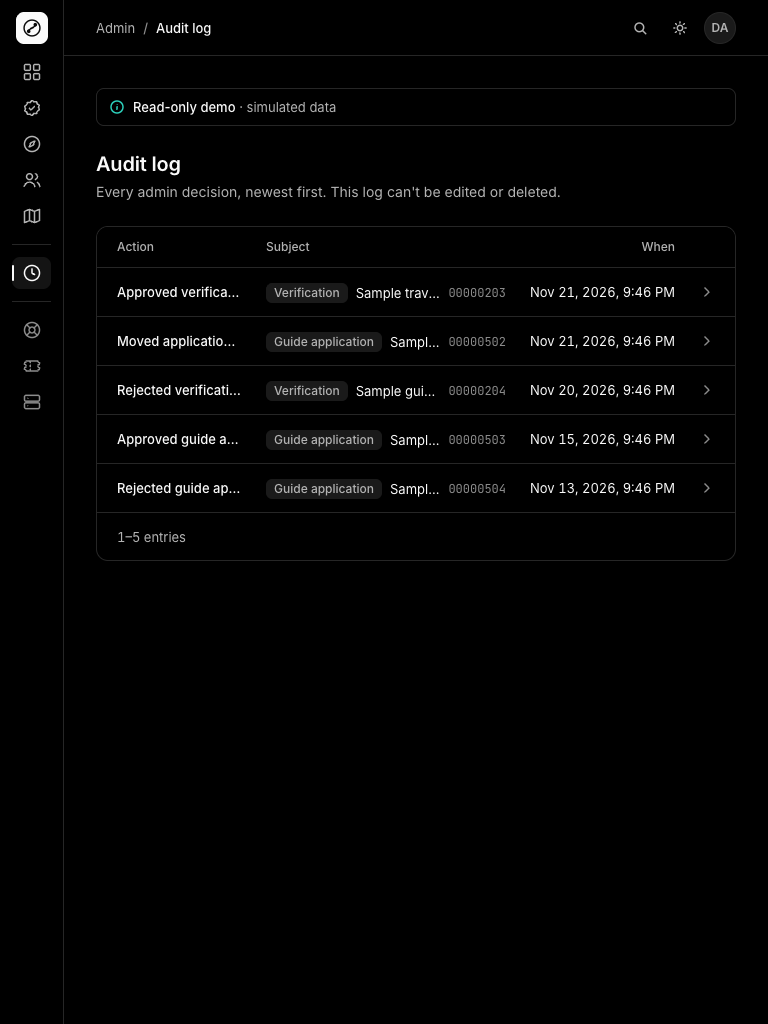 Admin / Audit log DA
Read-only demo · simulated data
Audit log
Every admin decision, newest first. This log can't be edited or deleted.
Action Subject When
Approved verifica... Verification Sample trav... 00000203 Nov 21, 2026, 9:46 PM
Moved applicatio... Guide application Sampl... 00000502 Nov 21, 2026, 9:46 PM
Rejected verificati... Verification Sample gui... 00000204 Nov 20, 2026, 9:46 PM
Approved guide a... Guide application Sampl... 00000503 Nov 15, 2026, 9:46 PM
Rejected guide ap... Guide application Sampl... 00000504 Nov 13, 2026, 9:46 PM
1–5 entries